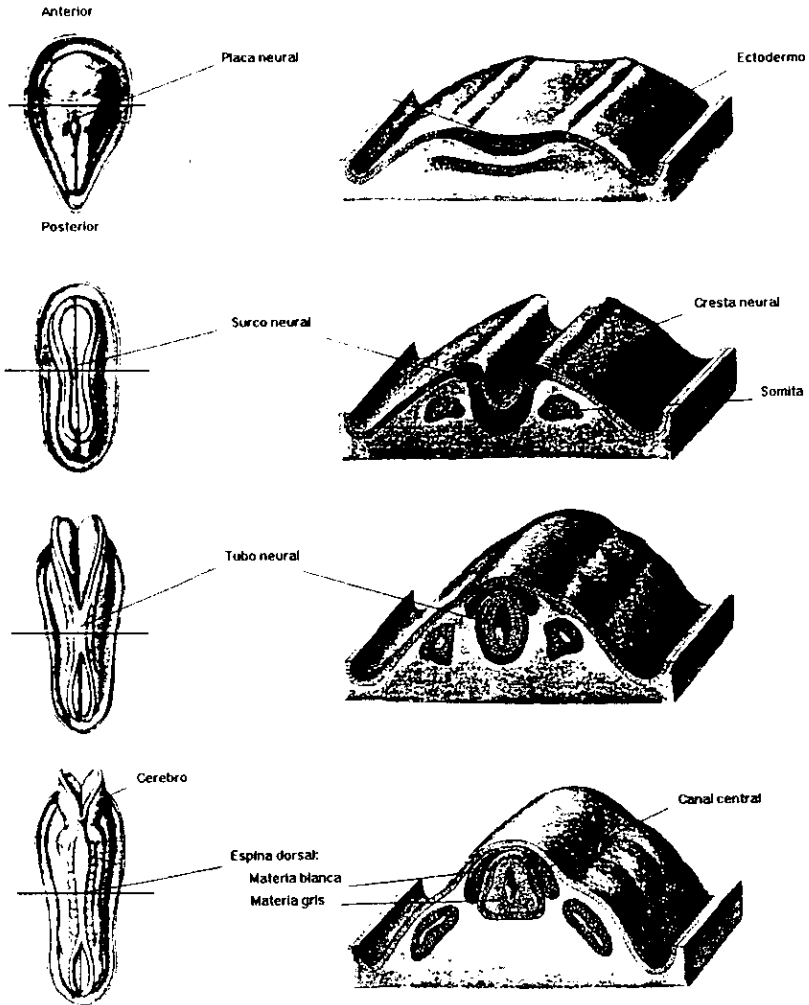 Anterior
Placa neural
Ectodermo
Posterior
Surco neural
Cresta neural
Somita
Tubo neural
Cerebro
Canal central
Espina dorsal:
Materia blanca
Materia gris